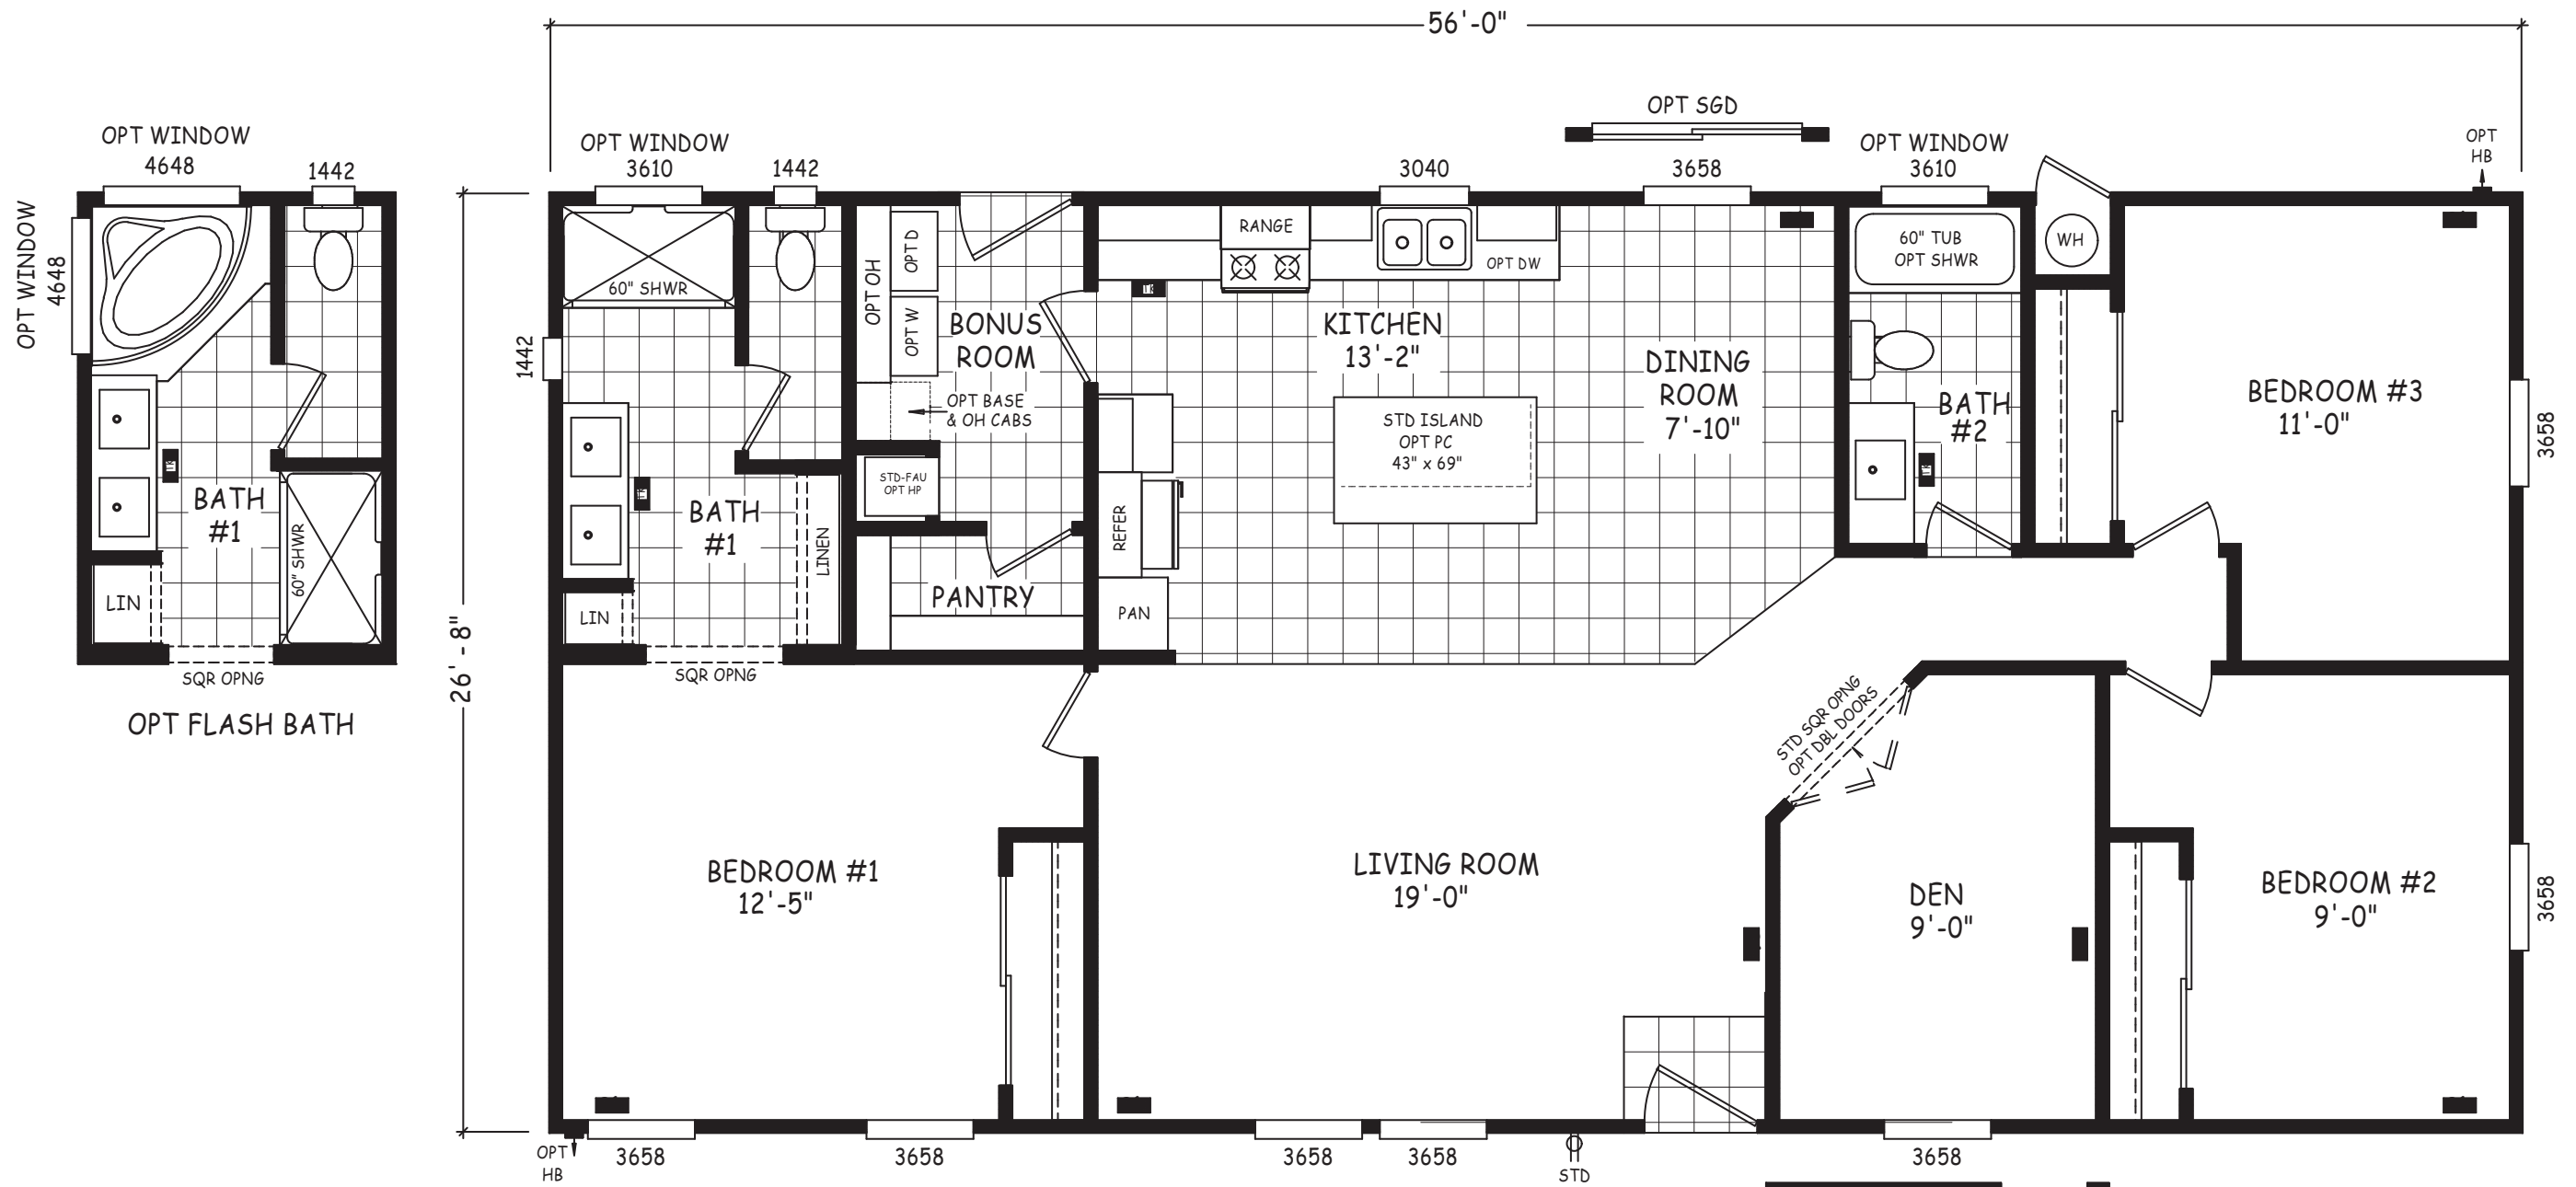 56'-0"
OPT SGD
OPT WINDOW
4648
1442
OPT WINDOW
3610
1442
3040
3658
OPT WINDOW
3610
OPT
HB
OPT WINDOW
4648
BATH
#1
LIN
60" SHWR
SQR OPNG
OPT FLASH BATH
26'-8"
1442
60" SHWR
BATH
#1
LIN
LINEN
SQR OPNG
OPT OH
OPT D
OPT W
BONUS
ROOM
OPT BASE
& OH CABS
STD-FAU
OPT HP
PANTRY
RANGE
OPT DW
KITCHEN
13'-2"
STD ISLAND
OPT PC
43" x 69"
REFER
PAN
DINING
ROOM
7'-10"
60" TUB
OPT SHWR
BATH
#2
WH
BEDROOM #3
11'-0"
3658
STD SQR OPNG
OPT DBL DOORS
BEDROOM #1
12'-5"
LIVING ROOM
19'-0"
DEN
9'-0"
BEDROOM #2
9'-0"
3658
OPT
HB
3658
3658
3658
3658
STD
3658